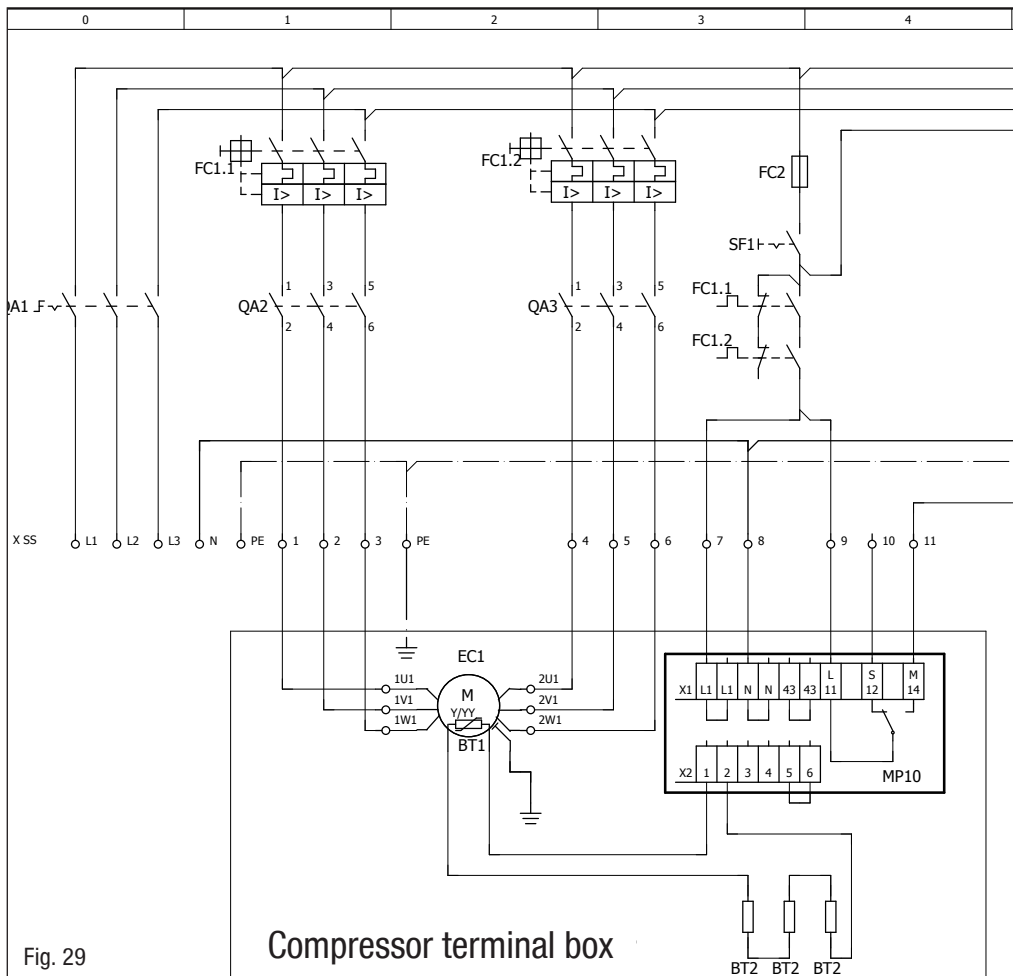 0 1 2 3 4
FC1.1
I> I> I>
FC1.2
I> I> I>
FC2
SF1
QA1
QA2
1 3 5
2 4 6
QA3
1 3 5
2 4 6
FC1.1
FC1.2
X SS L1 L2 L3 N PE 1 2 3 PE 4 5 6 7 8 9 10 11
EC1
1U1 2U1
1V1 2V1
1W1 2W1
M
Y/YY
BT1
L S M
X1 L1 L1 N N 43 43 11 12 14
X2 1 2 3 4 5 6
MP10
BT2 BT2 BT2
Fig. 29
Compressor terminal box